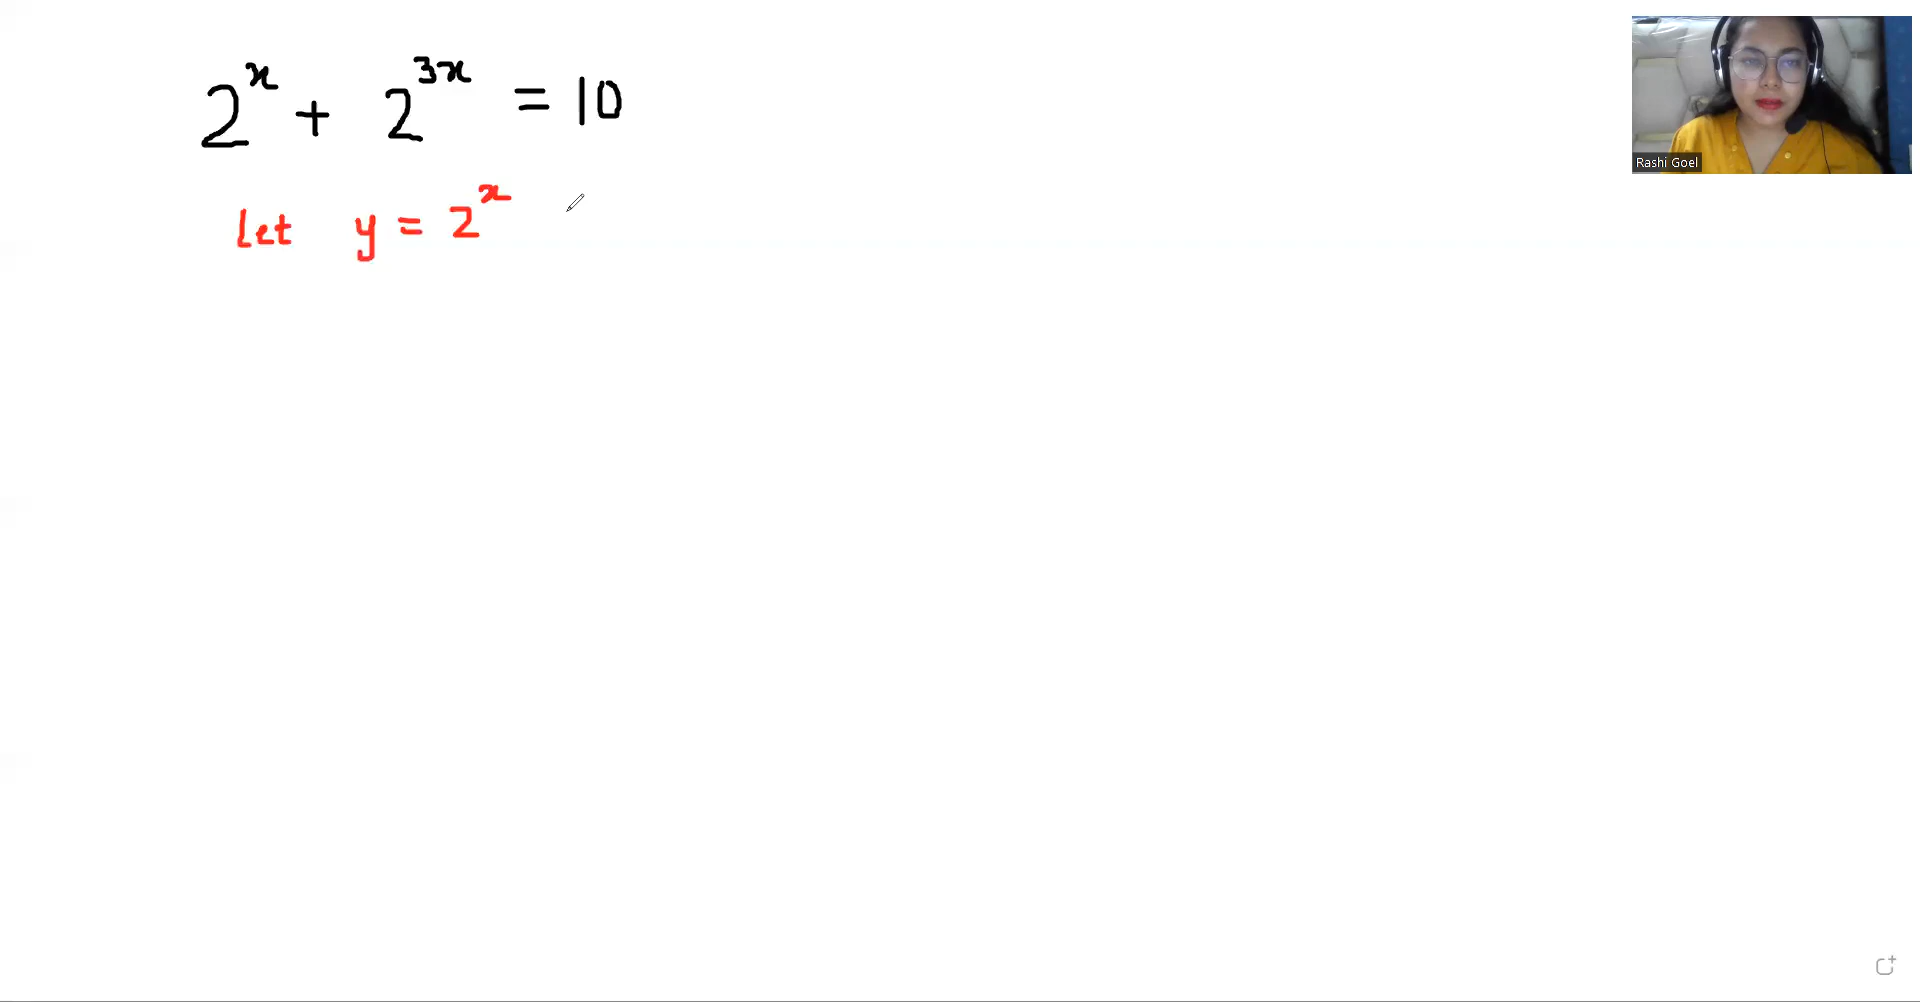 2^x + 2^{3x} = 10
let y = 2^x
Rashi Goel